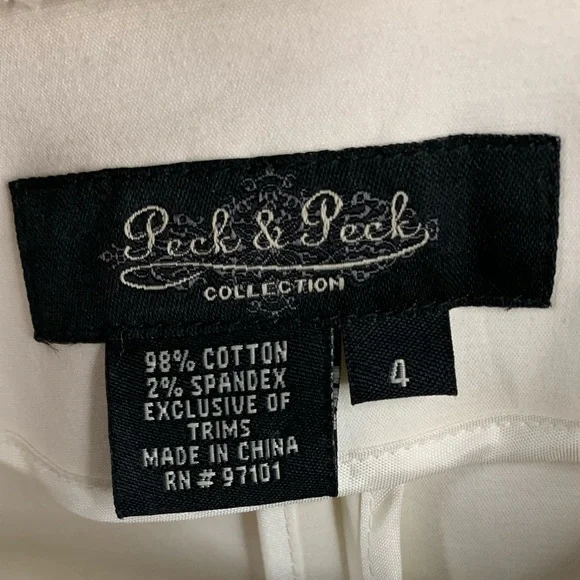 Peck & Peck
COLLECTION
98% COTTON
2% SPANDEX
EXCLUSIVE OF
TRIMS
MADE IN CHINA
RN # 97101
4